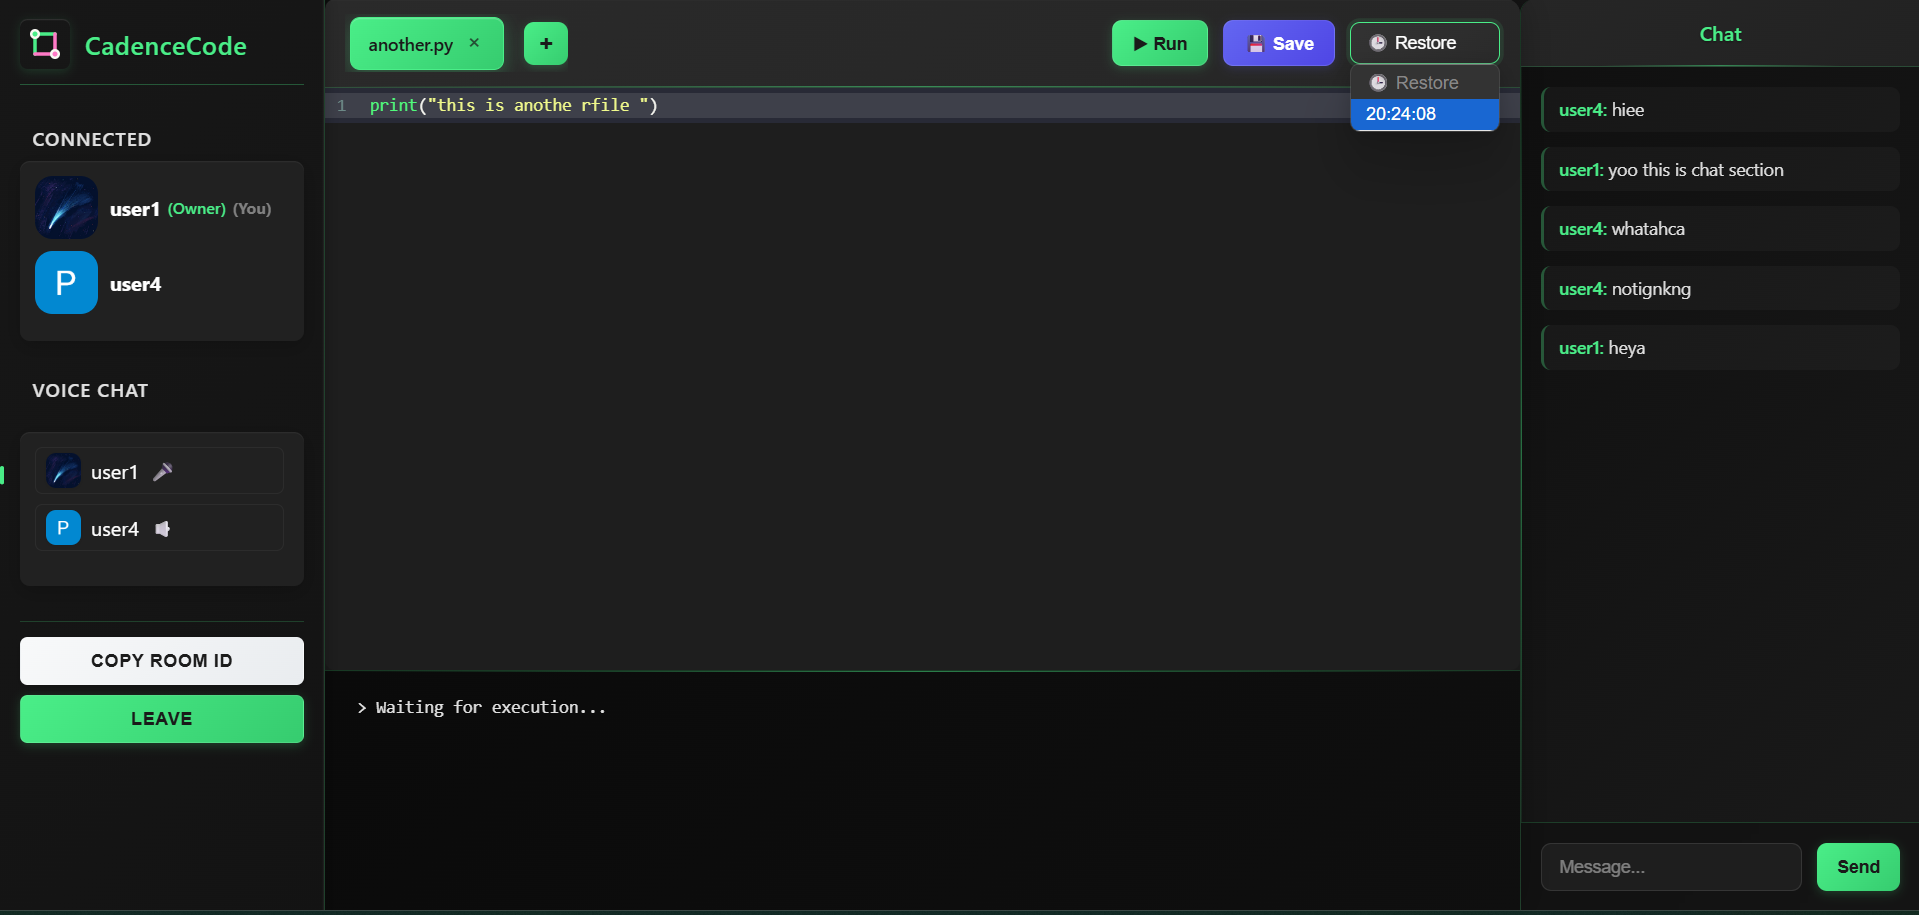 CadenceCode
CONNECTED
user1 (Owner) (You)
P
user4
VOICE CHAT
user1
P
user4
COPY ROOM ID
LEAVE
another.py ×
+
▶ Run
Save
Restore
Restore
20:24:08
1 print("this is anothe rfile ")
> Waiting for execution...
Chat
user4: hiee
user1: yoo this is chat section
user4: whatahca
user4: notignkng
user1: heya
Message...
Send